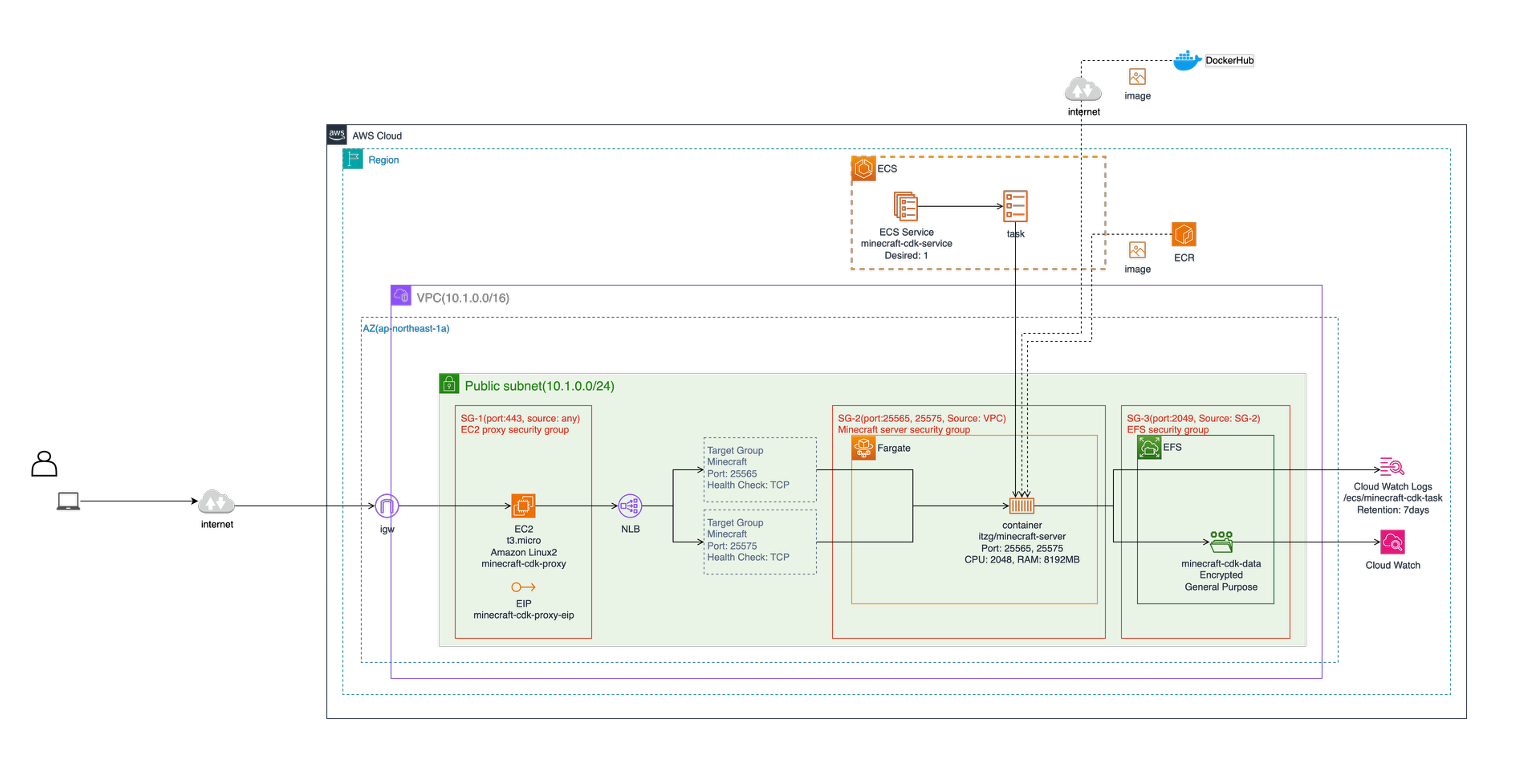 DockerHub
image
internet
aws
AWS Cloud
Region
ECS
ECS Service
minecraft-cdk-service
Desired: 1
task
image
ECR
VPC(10.1.0.0/16)
AZ(ap-northeast-1a)
Public subnet(10.1.0.0/24)
SG-1(port:443, source: any)
EC2 proxy security group
EC2
t3.micro
Amazon Linux2
minecraft-cdk-proxy
EIP
minecraft-cdk-proxy-eip
internet
igw
NLB
Target Group
Minecraft
Port: 25565
Health Check: TCP
Target Group
Minecraft
Port: 25575
Health Check: TCP
SG-2(port:25565, 25575, Source: VPC)
Minecraft server security group
Fargate
container
itzg/minecraft-server
Port: 25565, 25575
CPU: 2048, RAM: 8192MB
SG-3(port:2049, Source: SG-2)
EFS security group
EFS
minecraft-cdk-data
Encrypted
General Purpose
Cloud Watch Logs
/ecs/minecraft-cdk-task
Retention: 7days
Cloud Watch